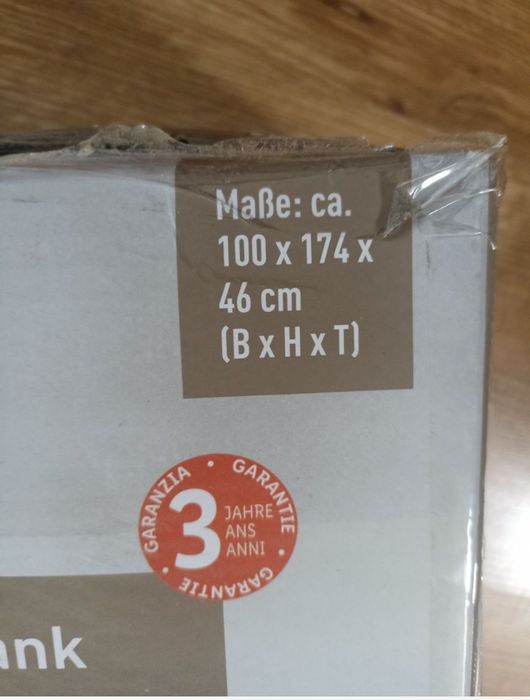 Maße: ca.
100 x 174 x
46 cm
(B x H x T)
GARANZIA • GARANTIE • GARANTIE •
3
JAHRE
ANS
ANNI
ank